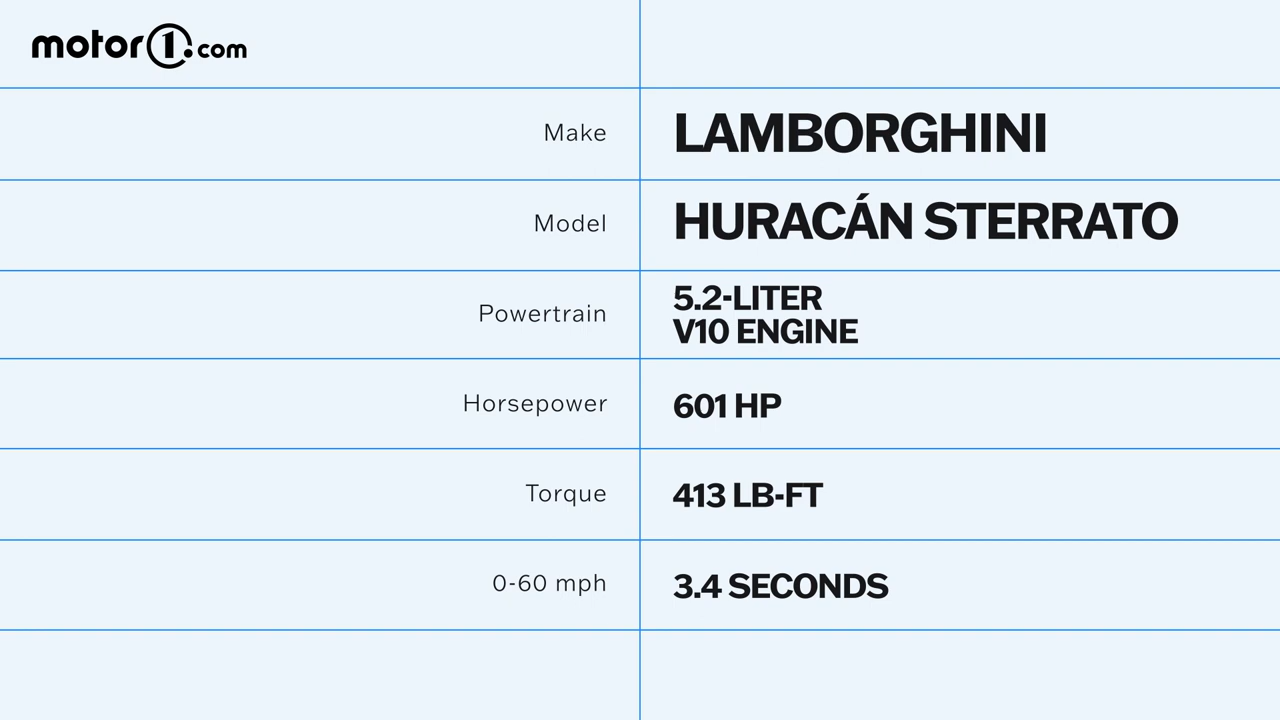 motor1.com
Make
LAMBORGHINI
Model
HURACÁN STERRATO
Powertrain
5.2-LITER
V10 ENGINE
Horsepower
601 HP
Torque
413 LB-FT
0-60 mph
3.4 SECONDS